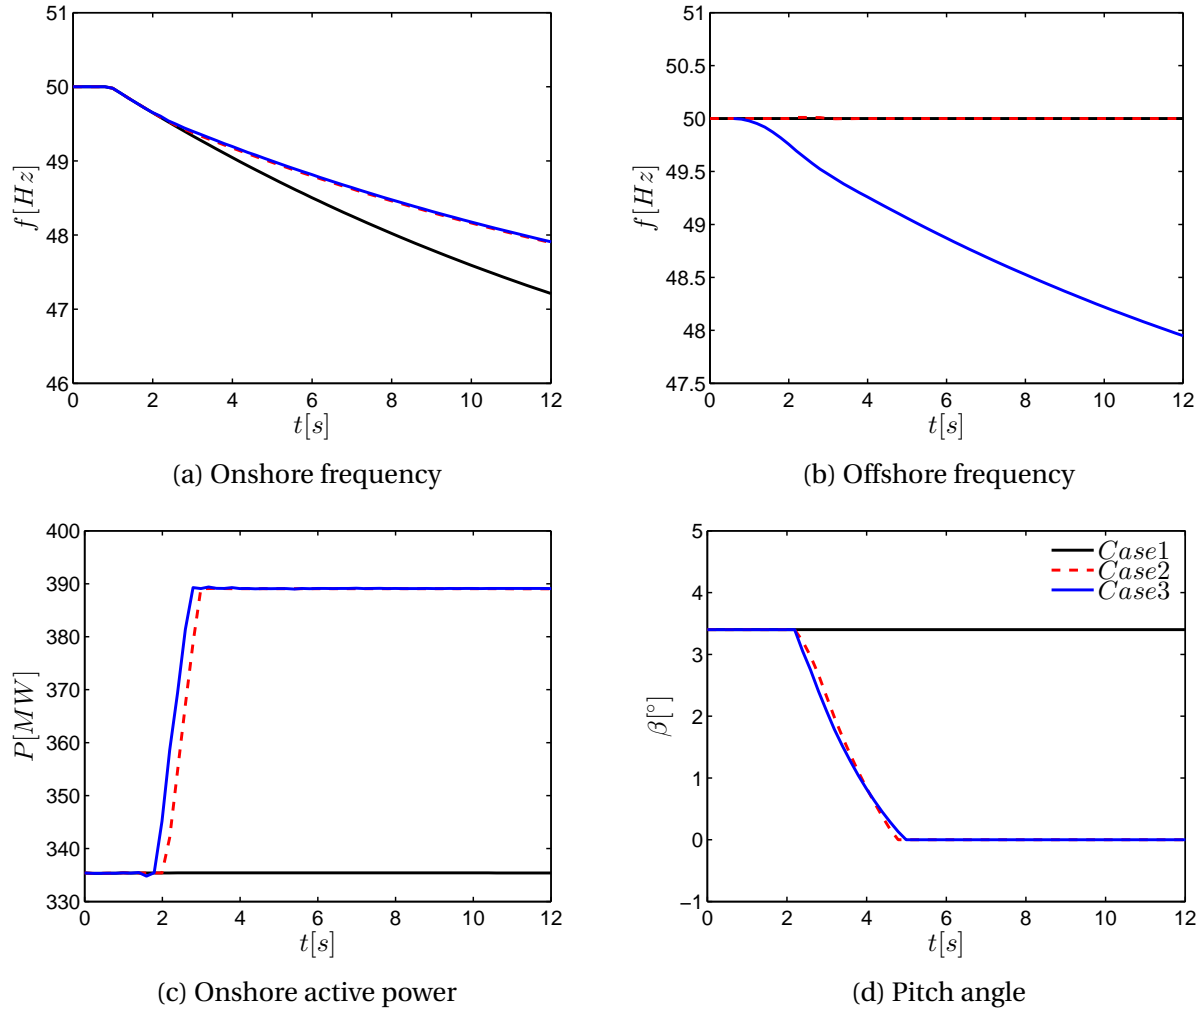 51
50
49
48
47
46
f[Hz]
0 2 4 6 8 10 12
t[s]
(a) Onshore frequency
51
50.5
50
49.5
49
48.5
48
47.5
f[Hz]
0 2 4 6 8 10 12
t[s]
(b) Offshore frequency
400
390
380
370
360
350
340
330
P[MW]
0 2 4 6 8 10 12
t[s]
(c) Onshore active power
5
4
3
2
1
0
−1
β[°]
Case1
Case2
Case3
0 2 4 6 8 10 12
t[s]
(d) Pitch angle